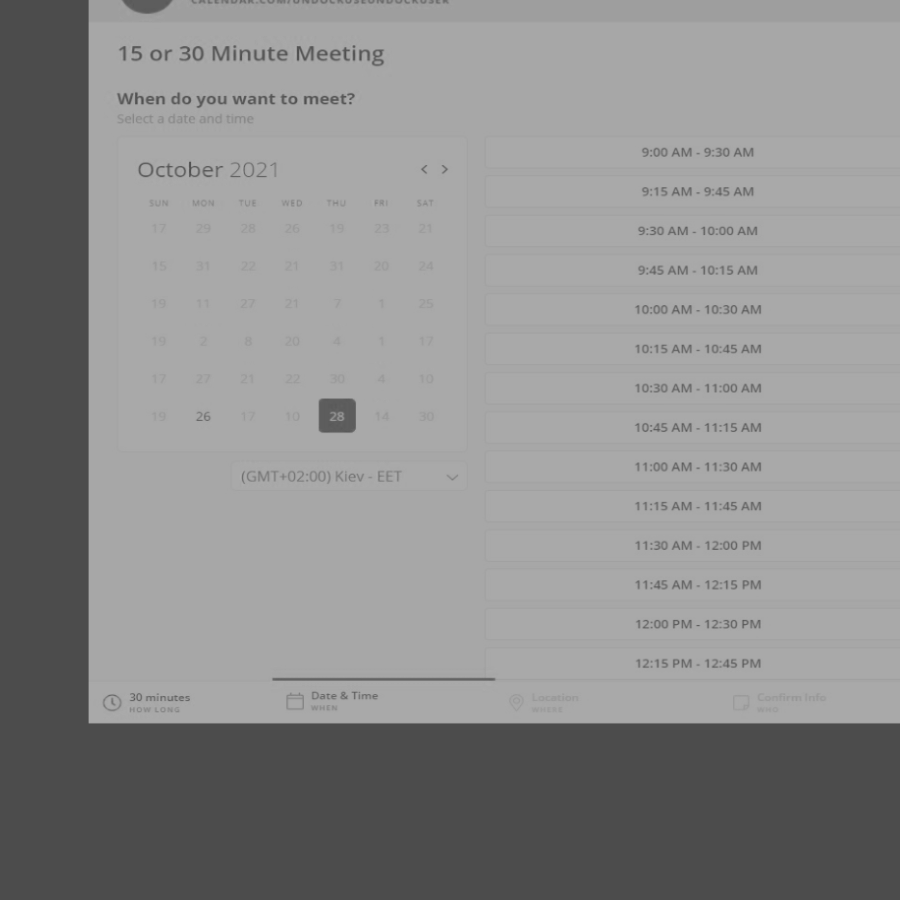 15 or 30 Minute Meeting
When do you want to meet?
Select a date and time
October 2021
SUN MON TUE WED THU FRI SAT
17 29 28 26 19 23 21
15 31 22 21 31 20 24
19 11 27 21 7 1 25
19 2 8 20 4 1 17
17 27 21 22 30 4 10
19 26 17 10 28 14 30
(GMT+02:00) Kiev - EET
9:00 AM - 9:30 AM
9:15 AM - 9:45 AM
9:30 AM - 10:00 AM
9:45 AM - 10:15 AM
10:00 AM - 10:30 AM
10:15 AM - 10:45 AM
10:30 AM - 11:00 AM
10:45 AM - 11:15 AM
11:00 AM - 11:30 AM
11:15 AM - 11:45 AM
11:30 AM - 12:00 PM
11:45 AM - 12:15 PM
12:00 PM - 12:30 PM
12:15 PM - 12:45 PM
30 minutes
HOW LONG
Date & Time
WHEN
Location
WHERE
Confirm Info
WHO